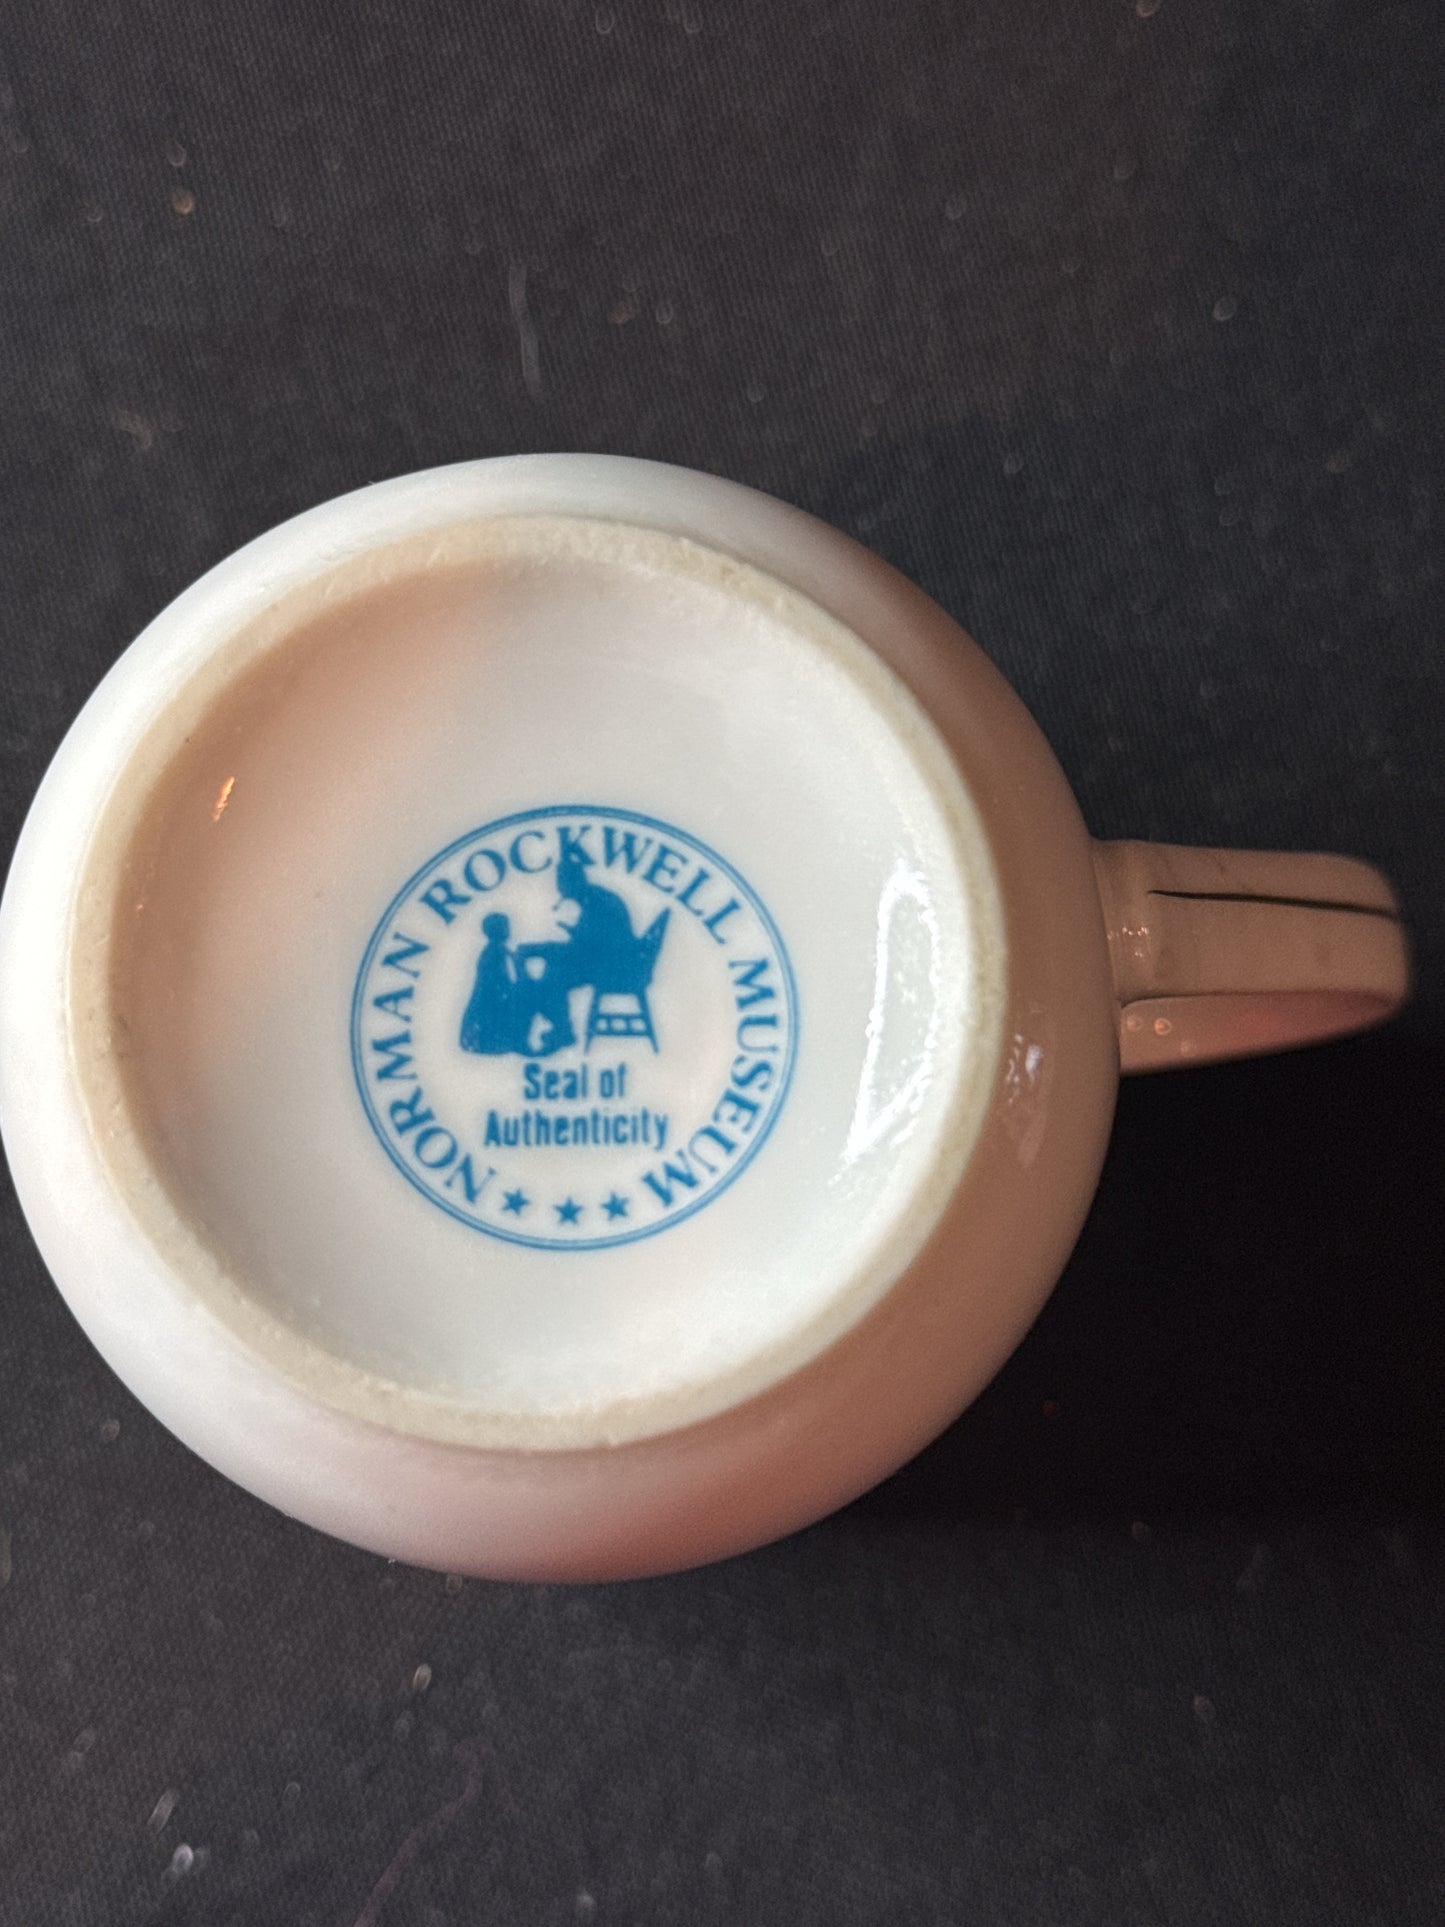 NORMAN ROCKWELL MUSEUM
Seal of
Authenticity